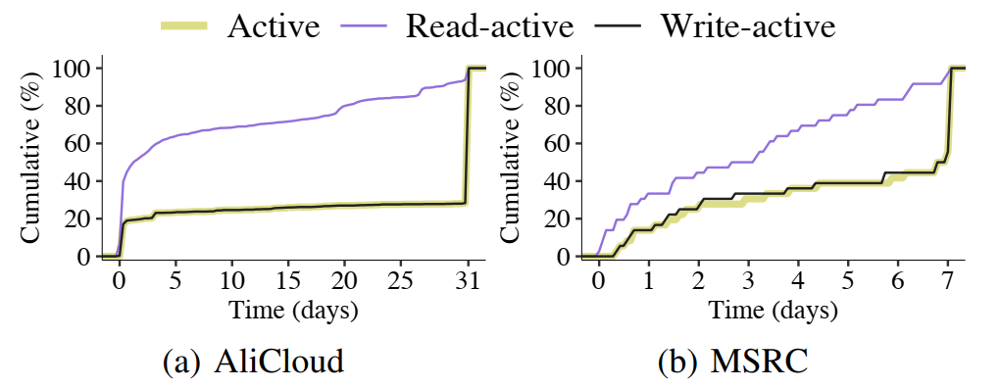 Active Read-active Write-active
Cumulative (%)
100
80
60
40
20
0
0 5 10 15 20 25 31
Time (days)
(a) AliCloud
Cumulative (%)
100
80
60
40
20
0
0 1 2 3 4 5 6 7
Time (days)
(b) MSRC